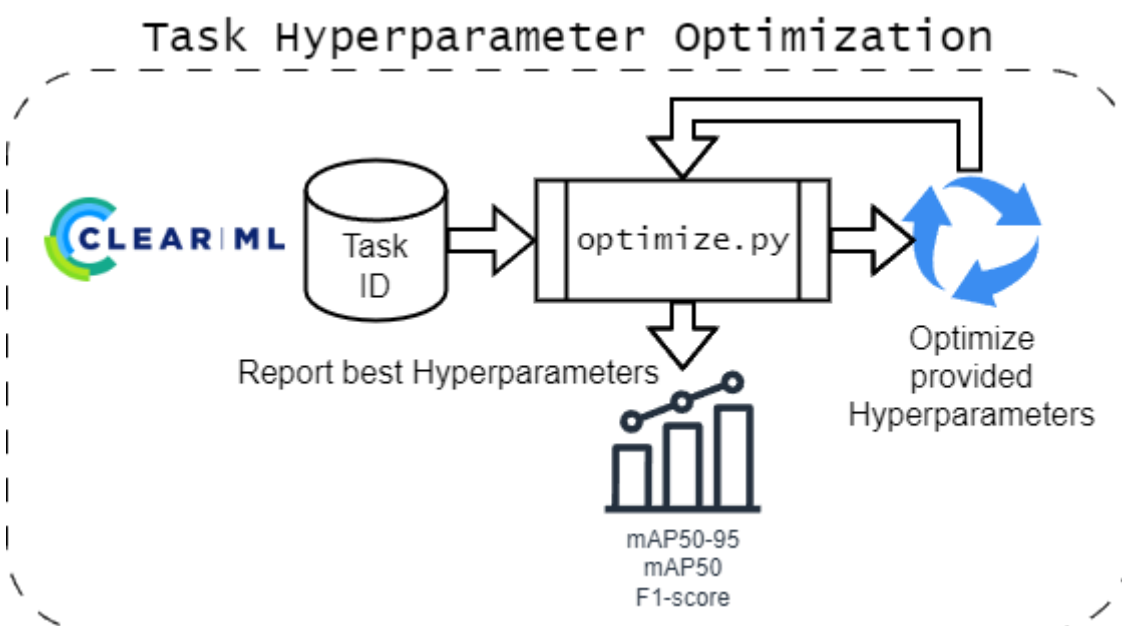 Task Hyperparameter Optimization
CLEAR|ML
Task
ID
optimize.py
Optimize
provided
Hyperparameters
Report best Hyperparameters
mAP50-95
mAP50
F1-score